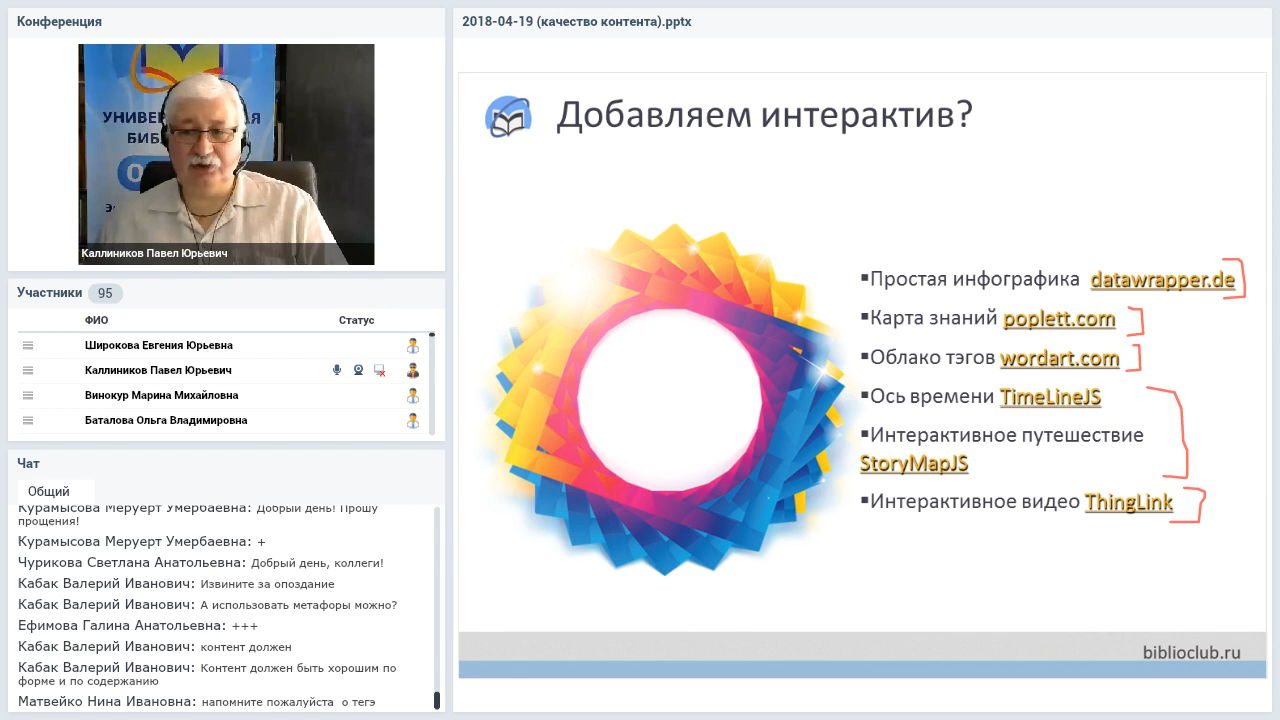 Конференция
УНИВЕР АЯ
БИБ
Каллиников Павел Юрьевич
Участники 95
ФИО Статус
Широкова Евгения Юрьевна
Каллиников Павел Юрьевич
Винокур Марина Михайловна
Баталова Ольга Владимировна
Чат
Общий
Курамысова Меруерт Умербаевна: Добрый день! Прошу
прощения!
Курамысова Меруерт Умербаевна: +
Чурикова Светлана Анатольевна: Добрый день, коллеги!
Кабак Валерий Иванович: Извините за опоздание
Кабак Валерий Иванович: А использовать метафоры можно?
Ефимова Галина Анатольевна: +++
Кабак Валерий Иванович: контент должен
Кабак Валерий Иванович: Контент должен быть хорошим по
форме и по содержанию
Матвейко Нина Ивановна: напомните пожалуйста о тегэ
2018-04-19 (качество контента).pptx
Добавляем интерактив?
▪Простая инфографика datawrapper.de
▪Карта знаний poplett.com
▪Облако тэгов wordart.com
▪Ось времени TimeLineJS
▪Интерактивное путешествие
StoryMapJS
▪Интерактивное видео ThingLink
biblioclub.ru